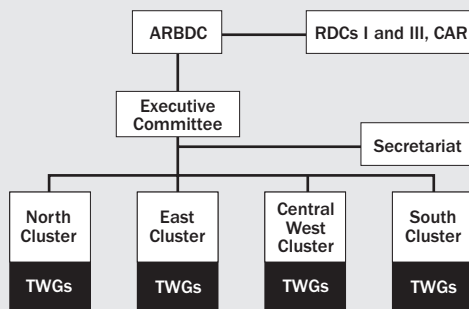 ARBDC
RDCs I and III, CAR
Executive
Committee
Secretariat
North
Cluster
East
Cluster
Central
West
Cluster
South
Cluster
TWGs
TWGs
TWGs
TWGs